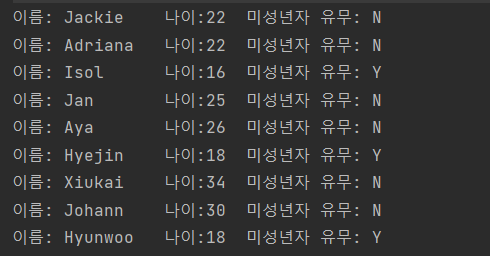 이름: Jackie    나이:22  미성년자 유무: N
이름: Adriana   나이:22  미성년자 유무: N
이름: Isol      나이:16  미성년자 유무: Y
이름: Jan       나이:25  미성년자 유무: N
이름: Aya       나이:26  미성년자 유무: N
이름: Hyejin    나이:18  미성년자 유무: Y
이름: Xiukai    나이:34  미성년자 유무: N
이름: Johann    나이:30  미성년자 유무: N
이름: Hyunwoo   나이:18  미성년자 유무: Y